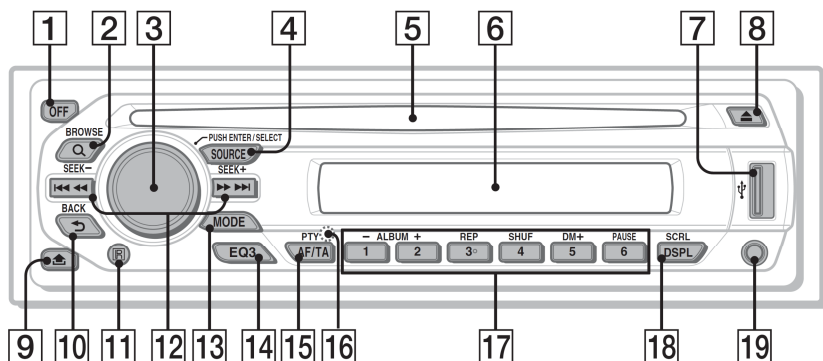 1 2 3 4 5 6 7 8
OFF
BROWSE
PUSH ENTER / SELECT
SOURCE
SEEK– SEEK+
BACK
MODE
EQ3
PTY
AF/TA
– ALBUM + REP SHUF DM+ PAUSE
1 2 3 4 5 6
SCRL
DSPL
R
9 10 11 12 13 14 15 16 17 18 19